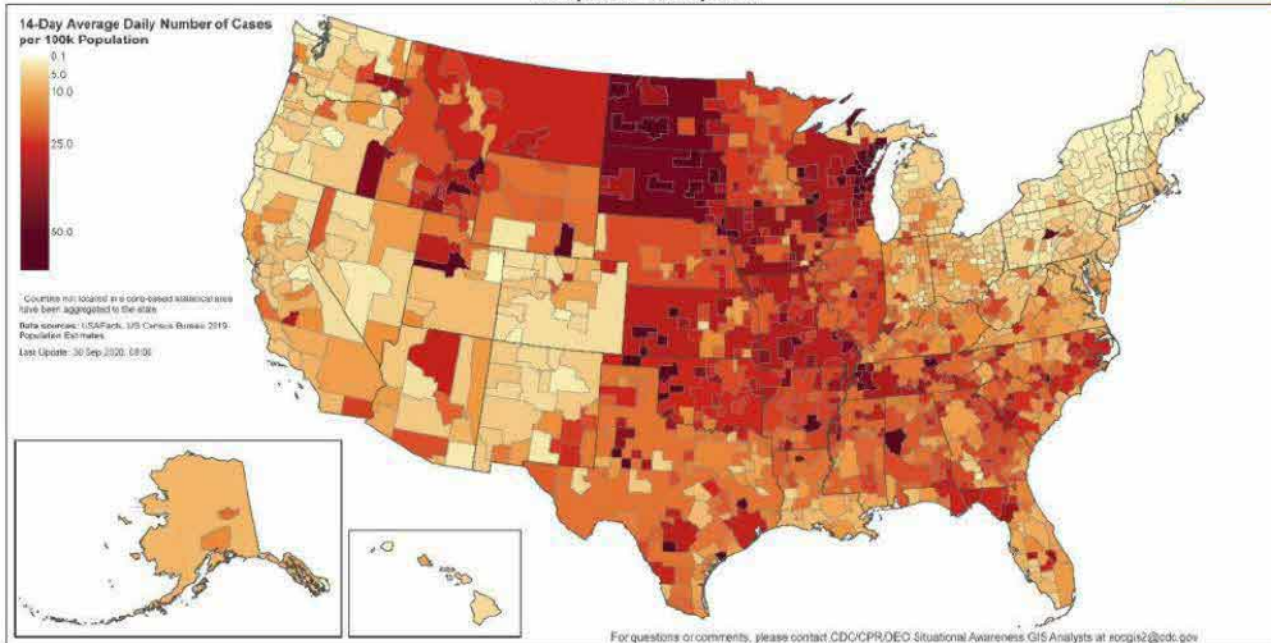 14-Day Average Daily Number of Cases
per 100k Population
0.1
5.0
10.0
25.0
50.0
Counties not located in a core-based statistical area
have been aggregated to the state
Data sources: USAFacts, US Census Bureau 2019
Population Estimates
Last Update: 30 Sep 2020, 08:00
For questions or comments, please contact CDC/CPR/DEO Situational Awareness GIS Analysts at eocgis2@cdc.gov